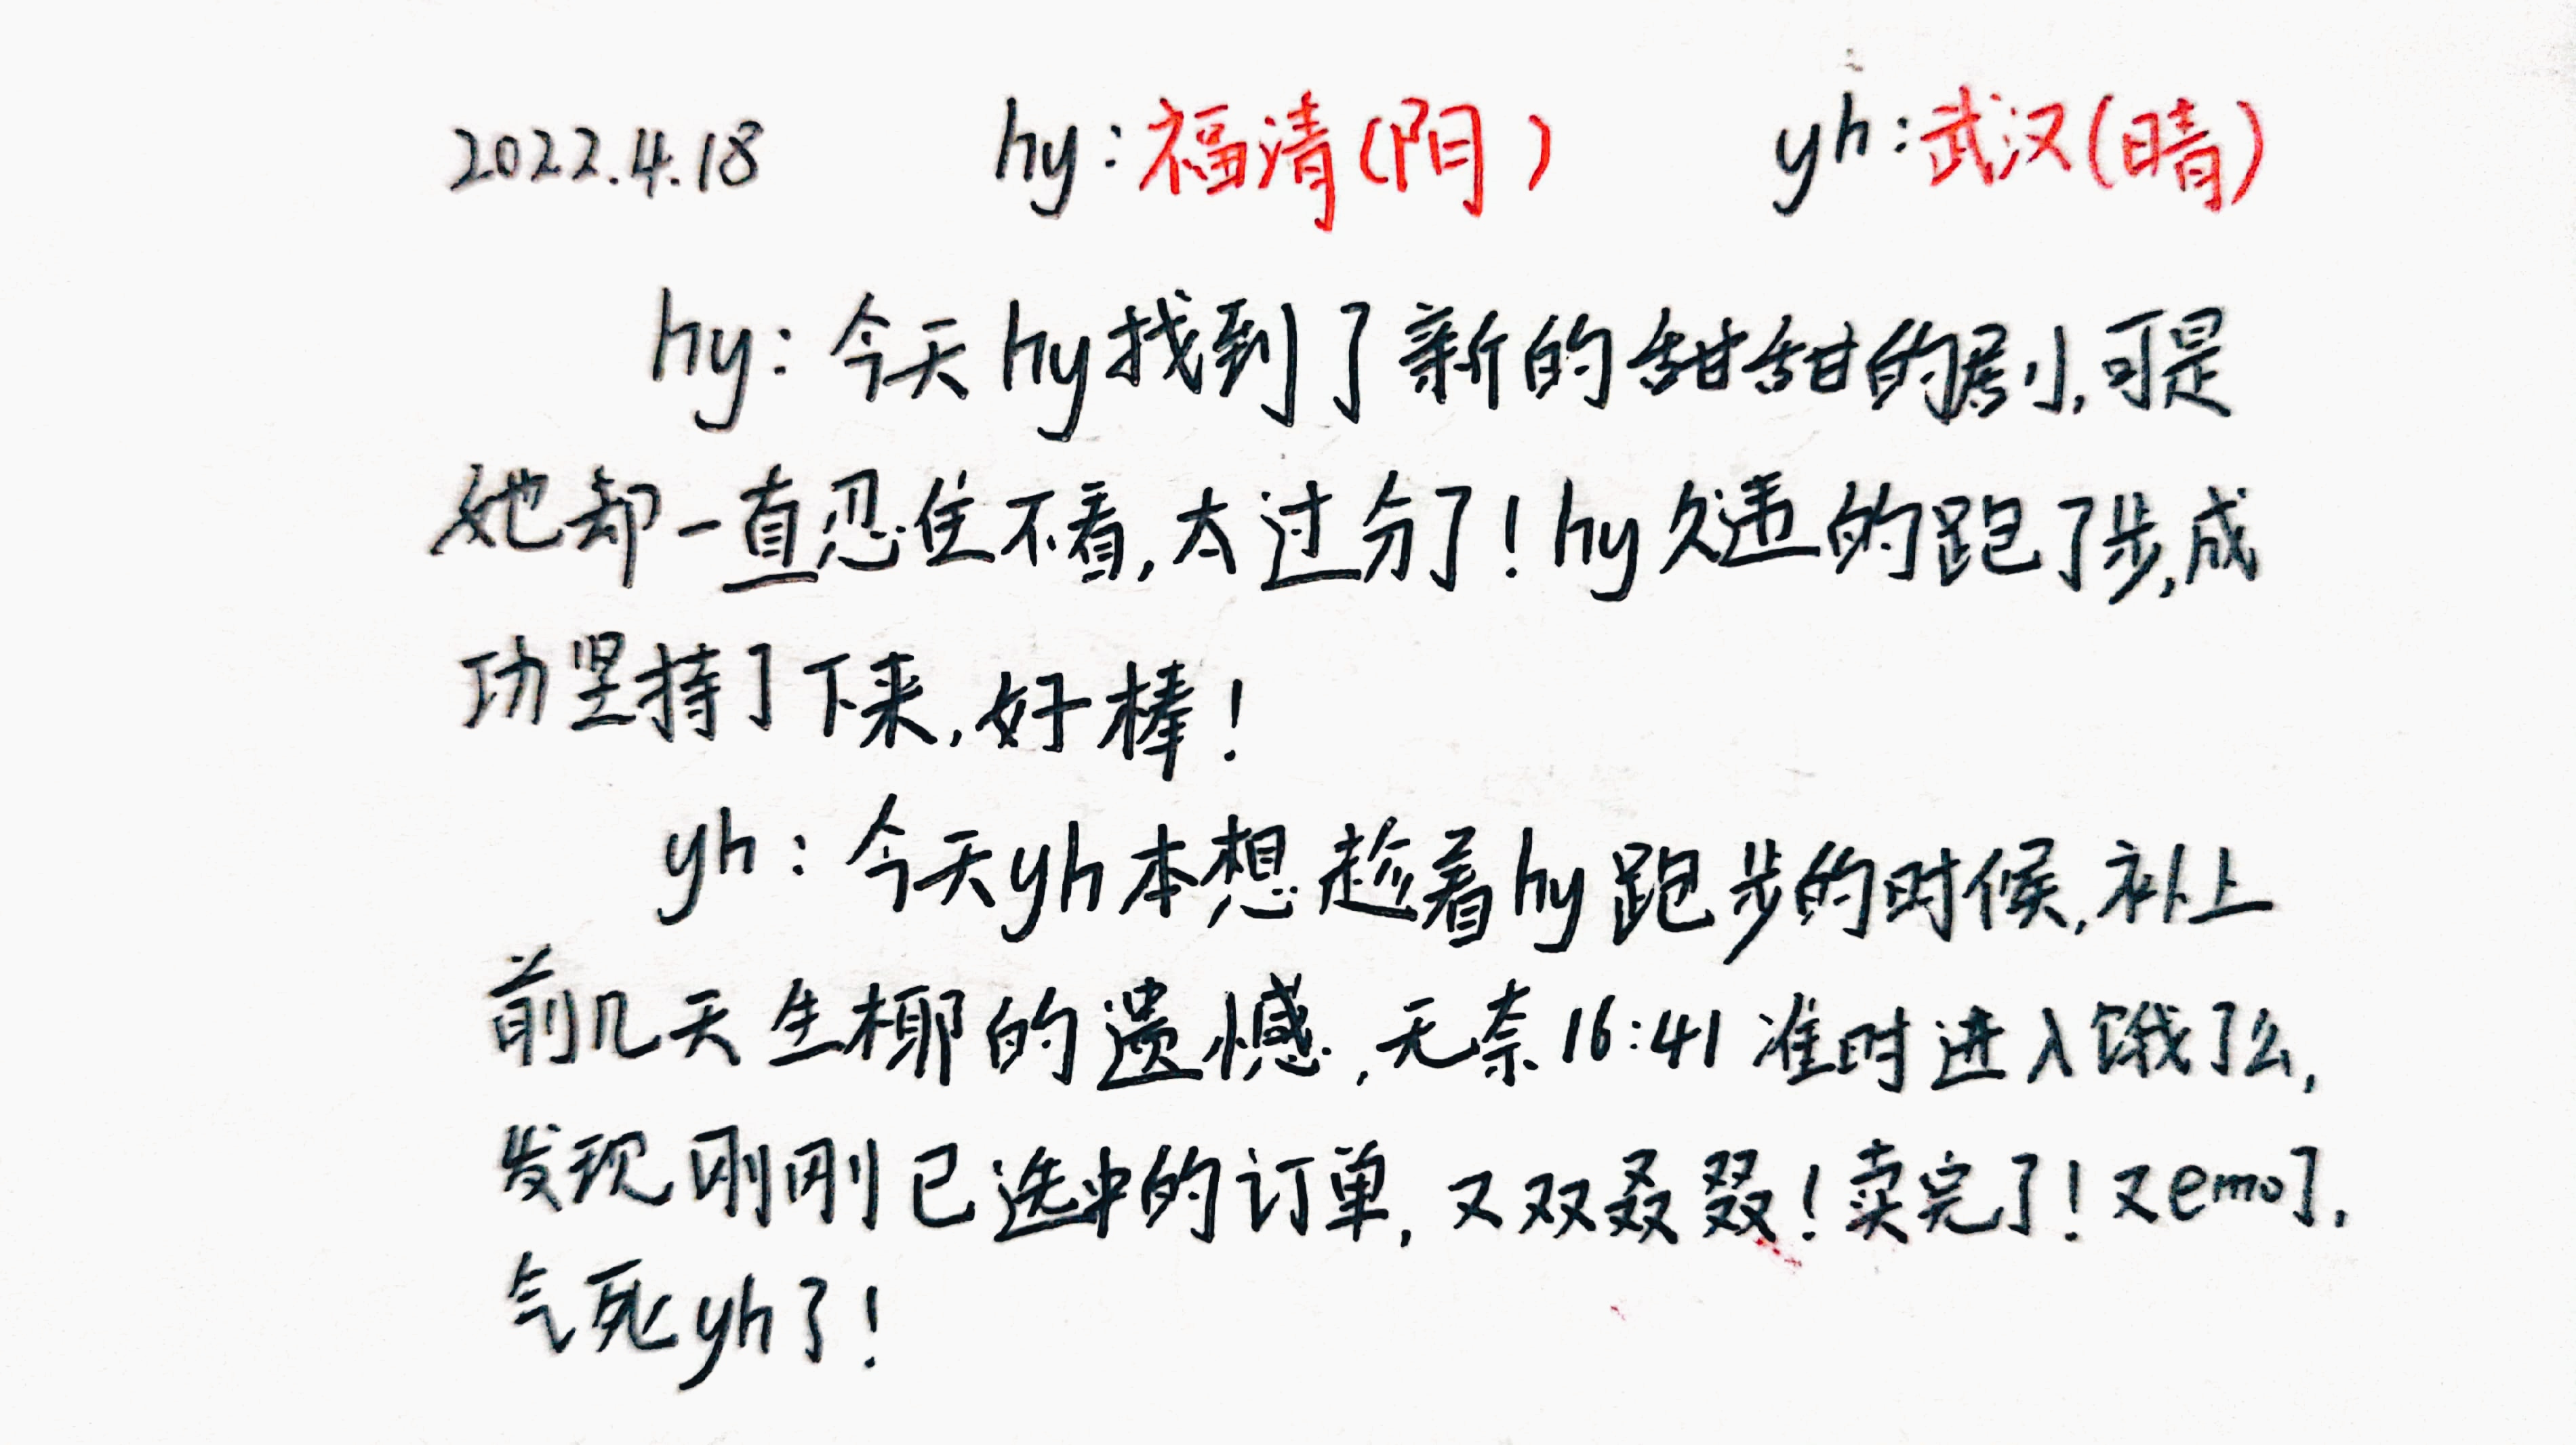 2022.4.18 hy:福清(阴) yh:武汉(晴)
hy:今天hy找到了新的甜甜的剧,可是
她却一直忍住不看,太过分了!hy久违的跑了步,成
功坚持了下来,好棒!
yh:今天yh本想趁着hy跑步的时候,补上
前几天生椰的遗憾,无奈16:41准时进入饿了么,
发现刚刚已选中的订单,又双叒叕!卖完了!又emo了,
气死yh了!